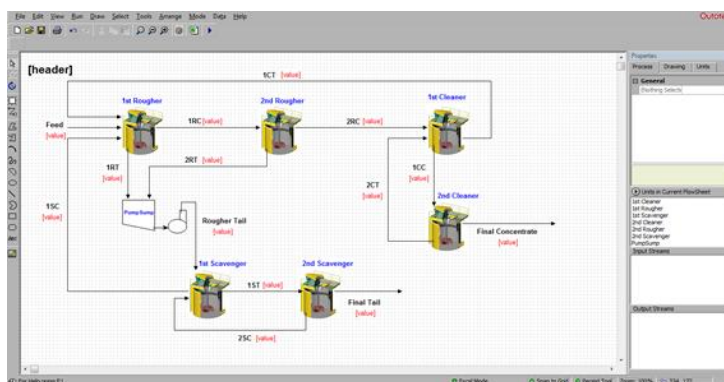 File Edit View Run Draw Select Tools Arrange Mode Data Help
Outotec
[header]
1CT [value]
1st Rougher
2nd Rougher
1st Cleaner
Feed
[value]
1RC [value]
2RC [value]
1RT
[value]
2RT [value]
1CC
[value]
2CT
[value]
1SC
[value]
PumpSump
Rougher Tail
[value]
2nd Cleaner
Final Concentrate
[value]
1st Scavenger
2nd Scavenger
1ST [value]
Final Tail
[value]
2SC [value]
Properties
Process Drawing Units
General
(Nothing Selecte
Units in Current FlowSheet
1st Cleaner
1st Rougher
1st Scavenger
2nd Cleaner
2nd Rougher
2nd Scavenger
PumpSump
Input Streams
Output Streams